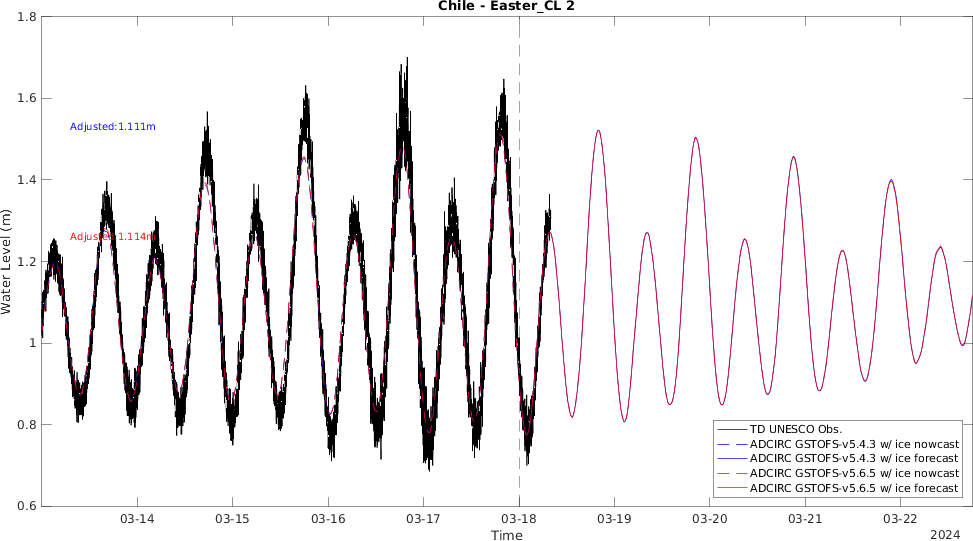 Chile - Easter_CL 2
1.8
1.6
1.4
1.2
1
0.8
0.6
Water Level (m)
Adjusted:1.111m
Adjusted:1.114m
TD UNESCO Obs.
ADCIRC GSTOFS-v5.4.3 w/ ice nowcast
ADCIRC GSTOFS-v5.4.3 w/ ice forecast
ADCIRC GSTOFS-v5.6.5 w/ ice nowcast
ADCIRC GSTOFS-v5.6.5 w/ ice forecast
03-14 03-15 03-16 03-17 03-18 03-19 03-20 03-21 03-22
Time
2024